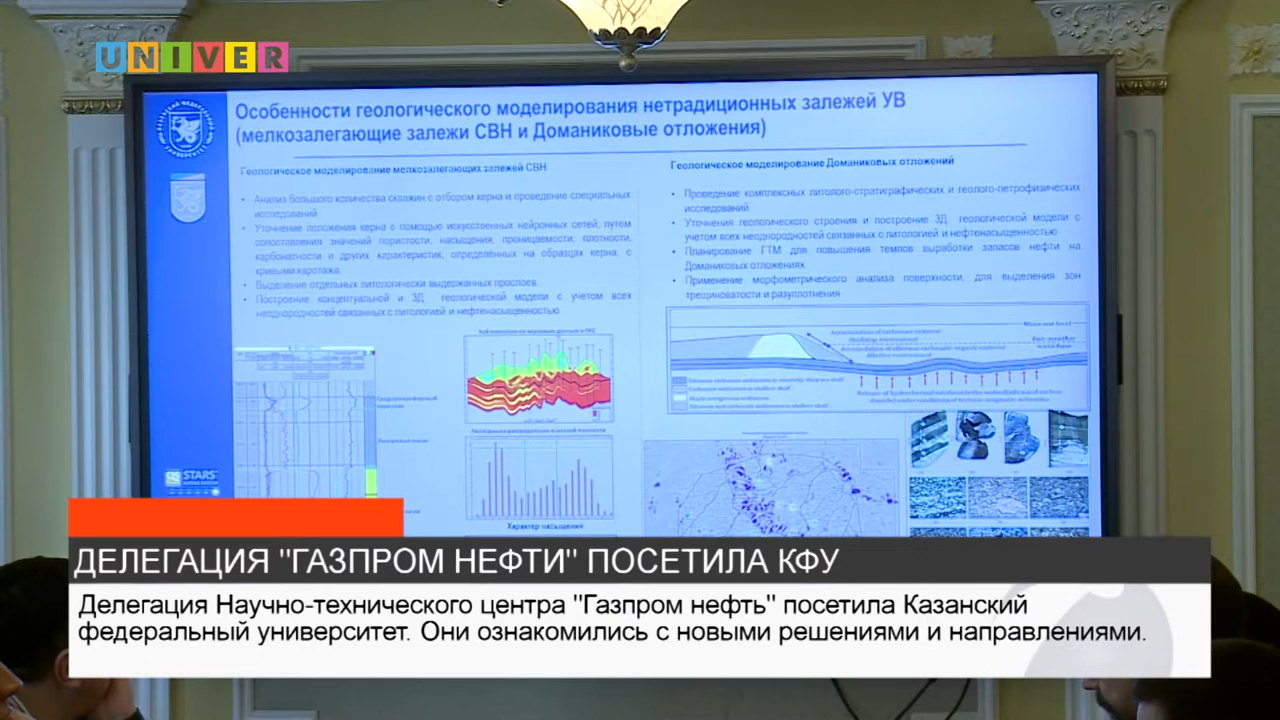 UNIVER
Особенности геологического моделирования нетрадиционных залежей УВ
(мелкозалегающие залежи СВН и Доманиковые отложения)
Геологическое моделирование мелкозалегающих залежей СВН
• Анализ большого количества скважин с отбором керна и проведение специальных
исследований
• Уточнение положения керна с помощью искусственных нейронных сетей, путем
сопоставления значений пористости, насыщения, проницаемости, плотности,
карбонатности и других характеристик, определённых на образцах керна, с
кривыми каротажа.
• Выделение отдельных литологически выдержанных прослоев.
• Построение концептуальной и 3Д геологической модели с учетом всех
неоднородностей связанных с литологией и нефтенасыщенностью
Геологическое моделирование Доманиковых отложений
• Проведение комплексных литолого-стратиграфических и геолого-петрофизических
исследований
• Уточнения геологического строения и построение 3Д геологической модели с
учетом всех неоднородностей связанных с литологией и нефтенасыщенностью
• Планирование ГТМ для повышения темпов выработки запасов нефти на
Доманиковых отложениях
• Применение морфометрического анализа поверхности, для выделения зон
трещиноватости и разуплотнения
Характер насыщения
STARS
ДЕЛЕГАЦИЯ "ГАЗПРОМ НЕФТИ" ПОСЕТИЛА КФУ
Делегация Научно-технического центра "Газпром нефть" посетила Казанский
федеральный университет. Они ознакомились с новыми решениями и направлениями.